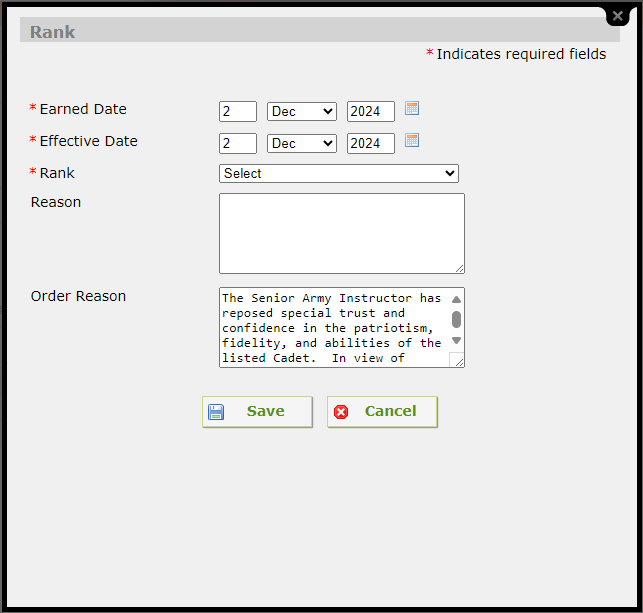 Rank
* Indicates required fields
* Earned Date 2 Dec 2024
* Effective Date 2 Dec 2024
* Rank Select
Reason
Order Reason
The Senior Army Instructor has
reposed special trust and
confidence in the patriotism,
fidelity, and abilities of the
listed Cadet.  In view of
Save Cancel